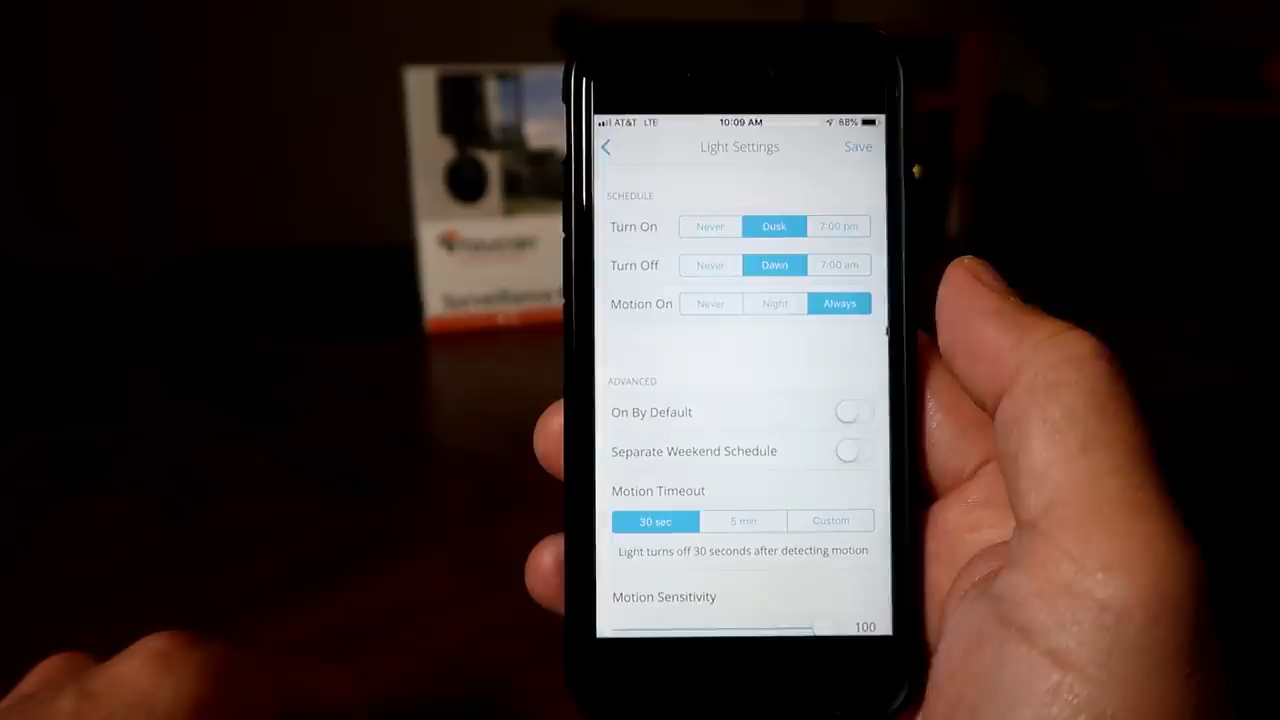 AT&T LTE 10:09 AM 68%
Light Settings Save
SCHEDULE
Turn On Never Dusk 7:00 pm
Turn Off Never Dawn 7:00 am
Motion On Never Night Always
ADVANCED
On By Default
Separate Weekend Schedule
Motion Timeout
30 sec 5 min Custom
Light turns off 30 seconds after detecting motion
Motion Sensitivity
100
Surveillance